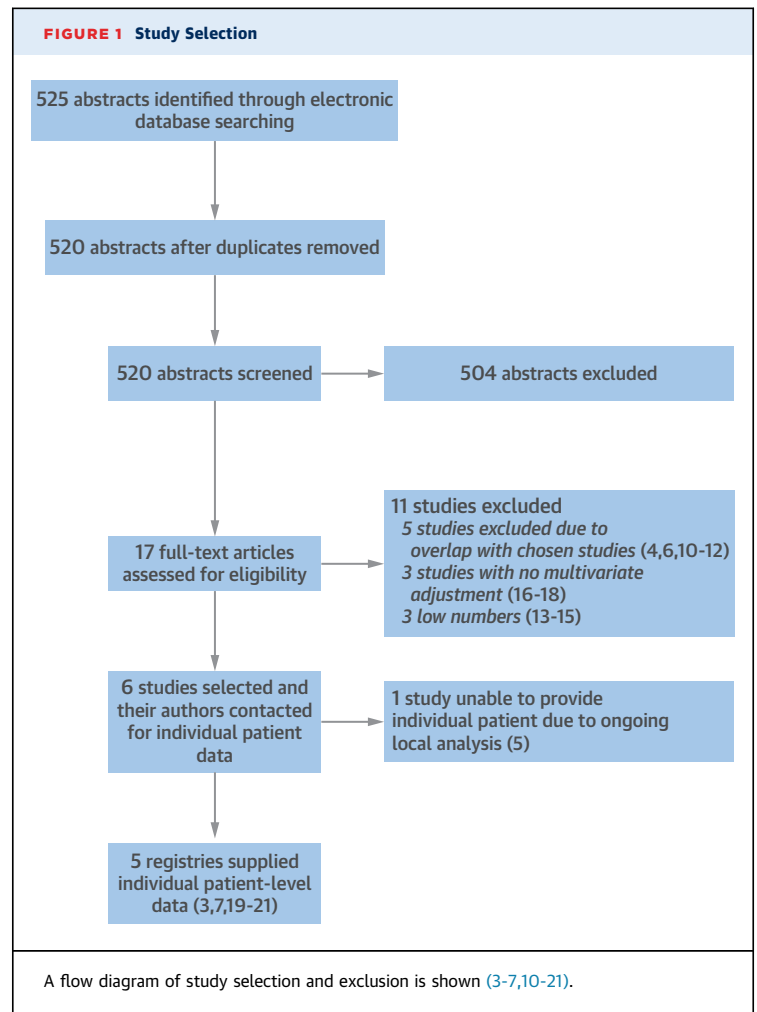 FIGURE 1 Study Selection
525 abstracts identified through electronic
database searching
520 abstracts after duplicates removed
520 abstracts screened
504 abstracts excluded
17 full-text articles
assessed for eligibility
11 studies excluded
5 studies excluded due to
overlap with chosen studies (4,6,10-12)
3 studies with no multivariate
adjustment (16-18)
3 low numbers (13-15)
6 studies selected and
their authors contacted
for individual patient
data
1 study unable to provide
individual patient due to ongoing
local analysis (5)
5 registries supplied
individual patient-level
data (3,7,19-21)
A flow diagram of study selection and exclusion is shown (3-7,10-21).